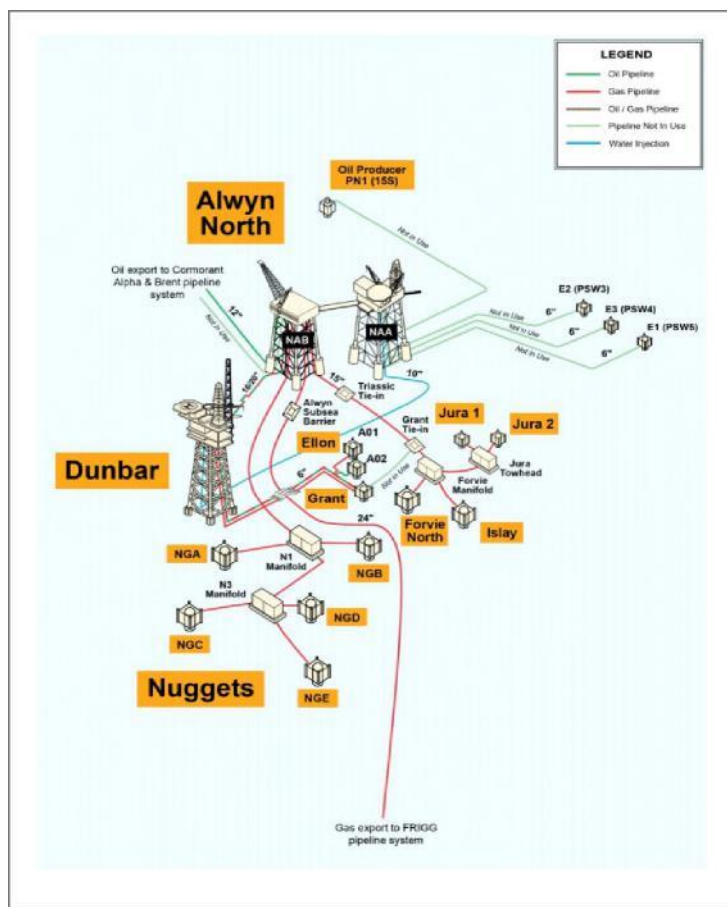 LEGEND
Oil Pipeline
Gas Pipeline
Oil / Gas Pipeline
Pipeline Not In Use
Water Injection
Oil Producer
PN1 (15S)
Alwyn
North
Not in Use
Oil export to Cormorant
Alpha & Brent pipeline
system
12"
Not in Use
NAB
NAA
E2 (PSW3)
6"
Not in Use
E3 (PSW4)
6"
Not in Use
E1 (PSW5)
6"
Not in Use
16/20"
15"
10"
Triassic
Tie-in
Alwyn
Subsea
Barrier
Grant
Tie-in
Jura 1
Jura 2
Ellon
A01
A02
Dunbar
6"
Not in Use
Jura
Towhead
Forvie
Manifold
Grant
Forvie
North
Islay
24"
NGA
N1
Manifold
NGB
N3
Manifold
NGC
NGD
Nuggets
NGE
Gas export to FRIGG
pipeline system